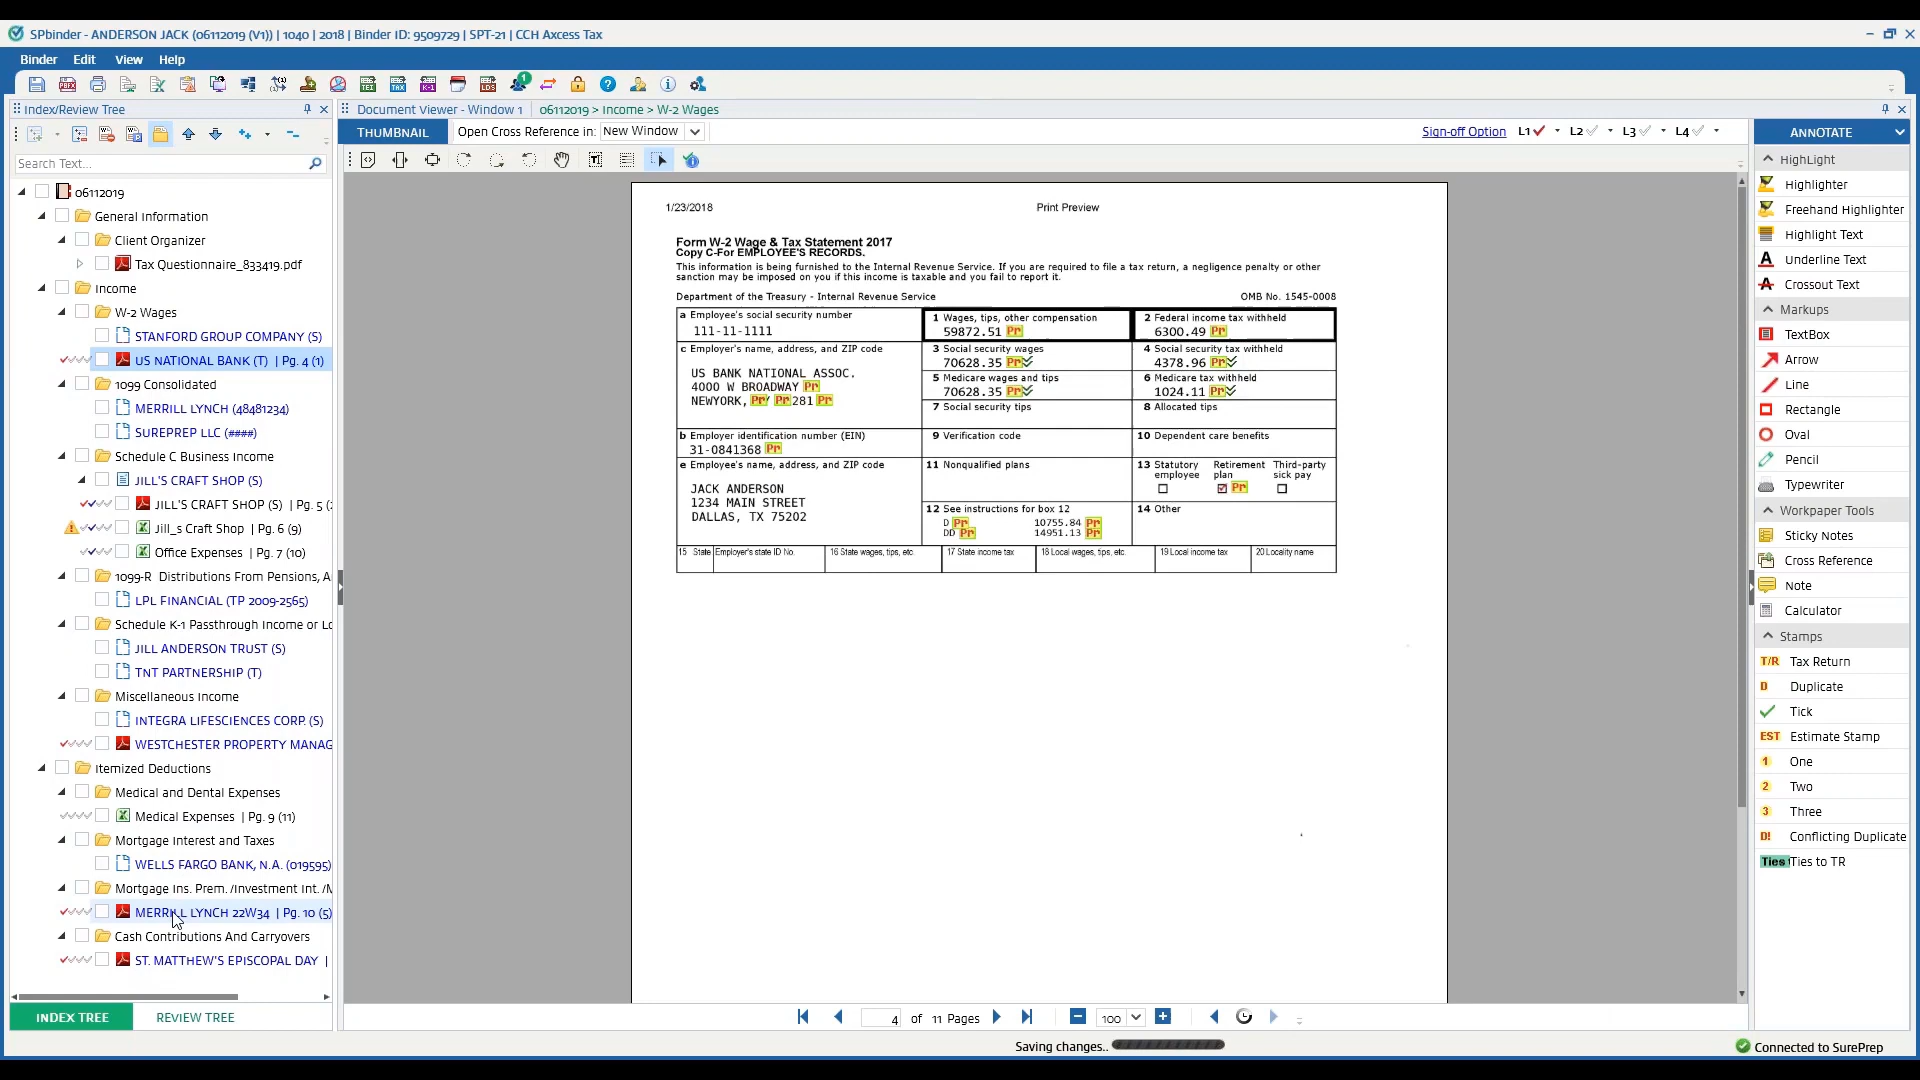 SPbinder - ANDERSON JACK (06112019 (V1)) | 1040 | 2018 | Binder ID: 9509729 | SPT-21 | CCH Axcess Tax
Binder Edit View Help
TEI TAX K-1 LDS 1
Index/Review Tree
Search Text...
06112019
General Information
Client Organizer
Tax Questionnaire_833419.pdf
Income
W-2 Wages
STANFORD GROUP COMPANY (S)
US NATIONAL BANK (T) | Pg. 4 (1)
1099 Consolidated
MERRILL LYNCH (48481234)
SUREPREP LLC (####)
Schedule C Business Income
JILL'S CRAFT SHOP (S)
JILL'S CRAFT SHOP (S) | Pg. 5 (2
Jill_s Craft Shop | Pg. 6 (9)
Office Expenses | Pg. 7 (10)
1099-R Distributions From Pensions, A
LPL FINANCIAL (TP 2009-2565)
Schedule K-1 Passthrough Income or Lo
JILL ANDERSON TRUST (S)
TNT PARTNERSHIP (T)
Miscellaneous Income
INTEGRA LIFESCIENCES CORP. (S)
WESTCHESTER PROPERTY MANAG
Itemized Deductions
Medical and Dental Expenses
Medical Expenses | Pg. 9 (11)
Mortgage Interest and Taxes
WELLS FARGO BANK, N.A. (019595)
Mortgage Ins. Prem. /Investment Int. /M
MERRILL LYNCH 22W34 | Pg. 10 (5)
Cash Contributions And Carryovers
ST. MATTHEW'S EPISCOPAL DAY |
INDEX TREE REVIEW TREE
Document Viewer - Window 1 06112019 > Income > W-2 Wages
THUMBNAIL Open Cross Reference in: New Window Sign-off Option L1 L2 L3 L4
1/23/2018 Print Preview
Form W-2 Wage & Tax Statement 2017
Copy C-For EMPLOYEE'S RECORDS.
This information is being furnished to the Internal Revenue Service. If you are required to file a tax return, a negligence penalty or other
sanction may be imposed on you if this income is taxable and you fail to report it.
Department of the Treasury - Internal Revenue Service OMB No. 1545-0008
a Employee's social security number 1 Wages, tips, other compensation 2 Federal income tax withheld
111-11-1111 59872.51 Pr 6300.49 Pr
c Employer's name, address, and ZIP code 3 Social security wages 4 Social security tax withheld
70628.35 Pr 4378.96 Pr
US BANK NATIONAL ASSOC. 5 Medicare wages and tips 6 Medicare tax withheld
4000 W BROADWAY Pr 70628.35 Pr 1024.11 Pr
NEWYORK, Pr Pr 281 Pr 7 Social security tips 8 Allocated tips
b Employer identification number (EIN) 9 Verification code 10 Dependent care benefits
31-0841368 Pr
e Employee's name, address, and ZIP code 11 Nonqualified plans 13 Statutory employee Retirement plan Third-party sick pay
Pr
JACK ANDERSON
1234 MAIN STREET 12 See instructions for box 12 14 Other
DALLAS, TX 75202 D Pr 10755.84 Pr
DD Pr 14951.13 Pr
15 State Employer's state ID No. 16 State wages, tips, etc. 17 State income tax 18 Local wages, tips, etc. 19 Local income tax 20 Locality name
4 of 11 Pages 100
Saving changes..
Connected to SurePrep
ANNOTATE
HighLight
Highlighter
Freehand Highlighter
Highlight Text
Underline Text
Crossout Text
Markups
TextBox
Arrow
Line
Rectangle
Oval
Pencil
Typewriter
Workpaper Tools
Sticky Notes
Cross Reference
Note
Calculator
Stamps
T/R Tax Return
D Duplicate
Tick
EST Estimate Stamp
1 One
2 Two
3 Three
D! Conflicting Duplicate
Ties Ties to TR